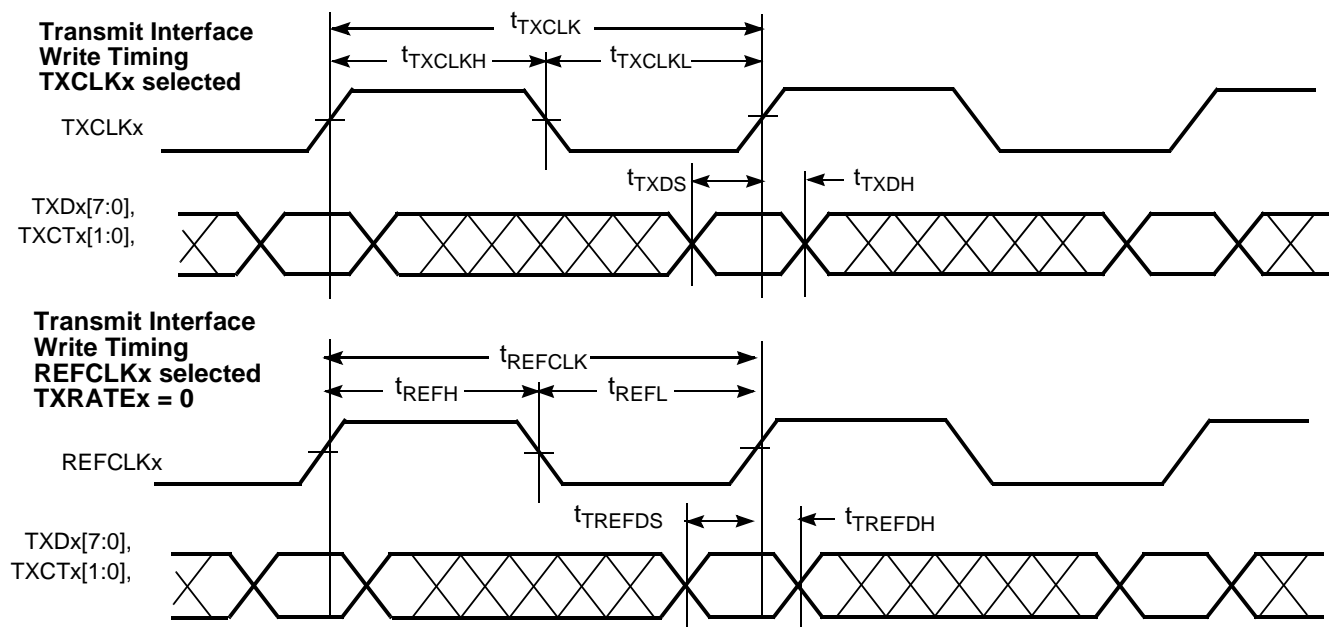 Transmit Interface
Write Timing
TXCLKx selected
tTXCLK
tTXCLKH
tTXCLKL
TXCLKx
tTXDS
tTXDH
TXDx[7:0],
TXCTx[1:0],
Transmit Interface
Write Timing
REFCLKx selected
TXRATEx = 0
tREFCLK
tREFH
tREFL
REFCLKx
tTREFDS
tTREFDH
TXDx[7:0],
TXCTx[1:0],